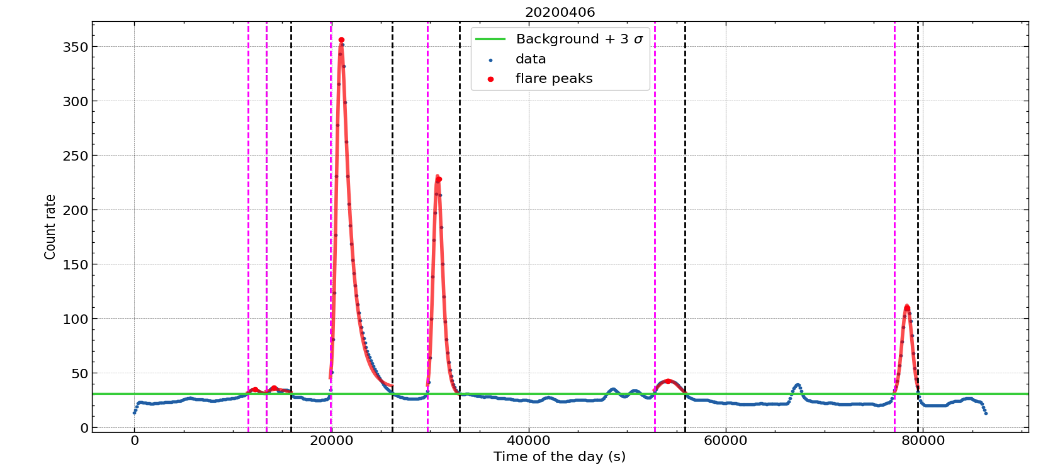 20200406
Background + 3 σ
data
flare peaks
Count rate
350
300
250
200
150
100
50
0
0 20000 40000 60000 80000
Time of the day (s)